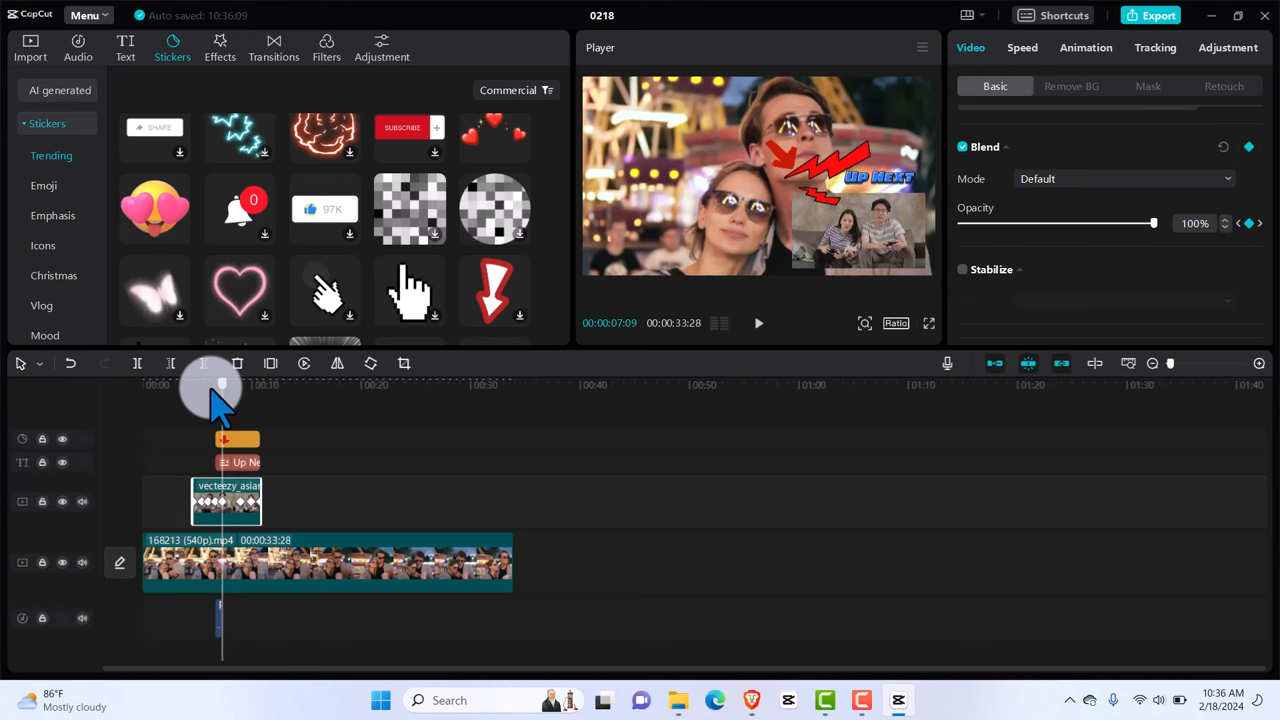 CapCut
Menu
Auto saved: 10:36:09
0218
Shortcuts
Export
Import
Audio
Text
Stickers
Effects
Transitions
Filters
Adjustment
AI generated
Stickers
Trending
Emoji
Emphasis
Icons
Christmas
Vlog
Mood
Commercial
SHARE
SUBSCRIBE
0
97K
Player
UP NEXT
00:00:07:09
00:00:33:28
Ratio
Video
Speed
Animation
Tracking
Adjustment
Basic
Remove BG
Mask
Retouch
Blend
Mode
Default
Opacity
100%
Stabilize
00:00
00:10
00:20
00:30
00:40
00:50
01:00
01:10
01:20
01:30
01:40
TI
Up Ne
vecteezy_asian
168213 (540p).mp4 00:00:33:28
86°F
Mostly cloudy
Search
10:36 AM
2/18/2024